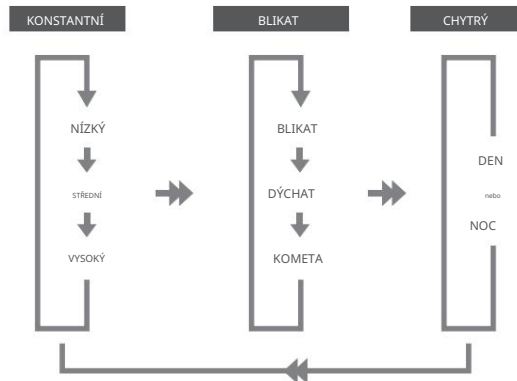 KONSTANTNÍ
NÍZKÝ
STŘEDNÍ
VYSOKÝ
BLIKAT
BLIKAT
DÝCHAT
KOMETA
CHYTRÝ
DEN
nebo
NOC